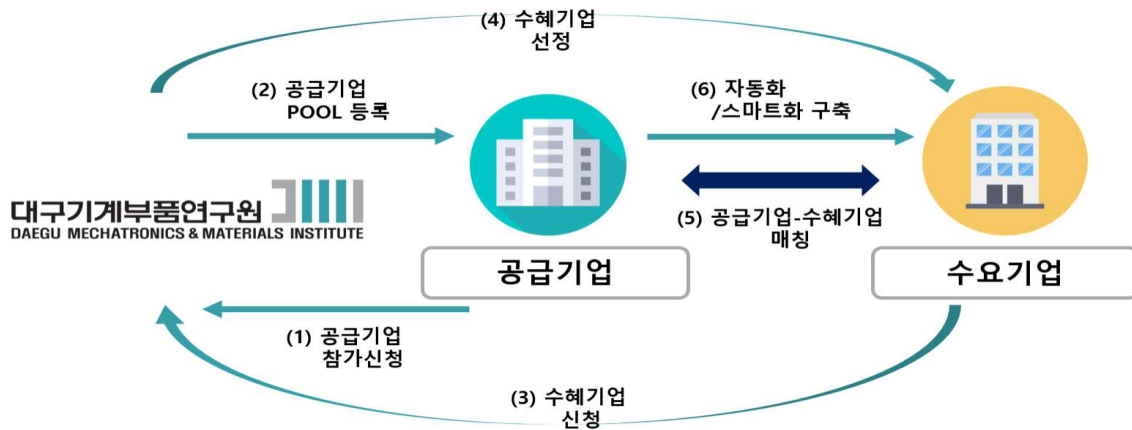 (4) 수혜기업
선정
(2) 공급기업
POOL 등록
(6) 자동화
/스마트화 구축
대구기계부품연구원
DAEGU MECHATRONICS & MATERIALS INSTITUTE
(5) 공급기업-수혜기업
매칭
공급기업
수요기업
(1) 공급기업
참가신청
(3) 수혜기업
신청